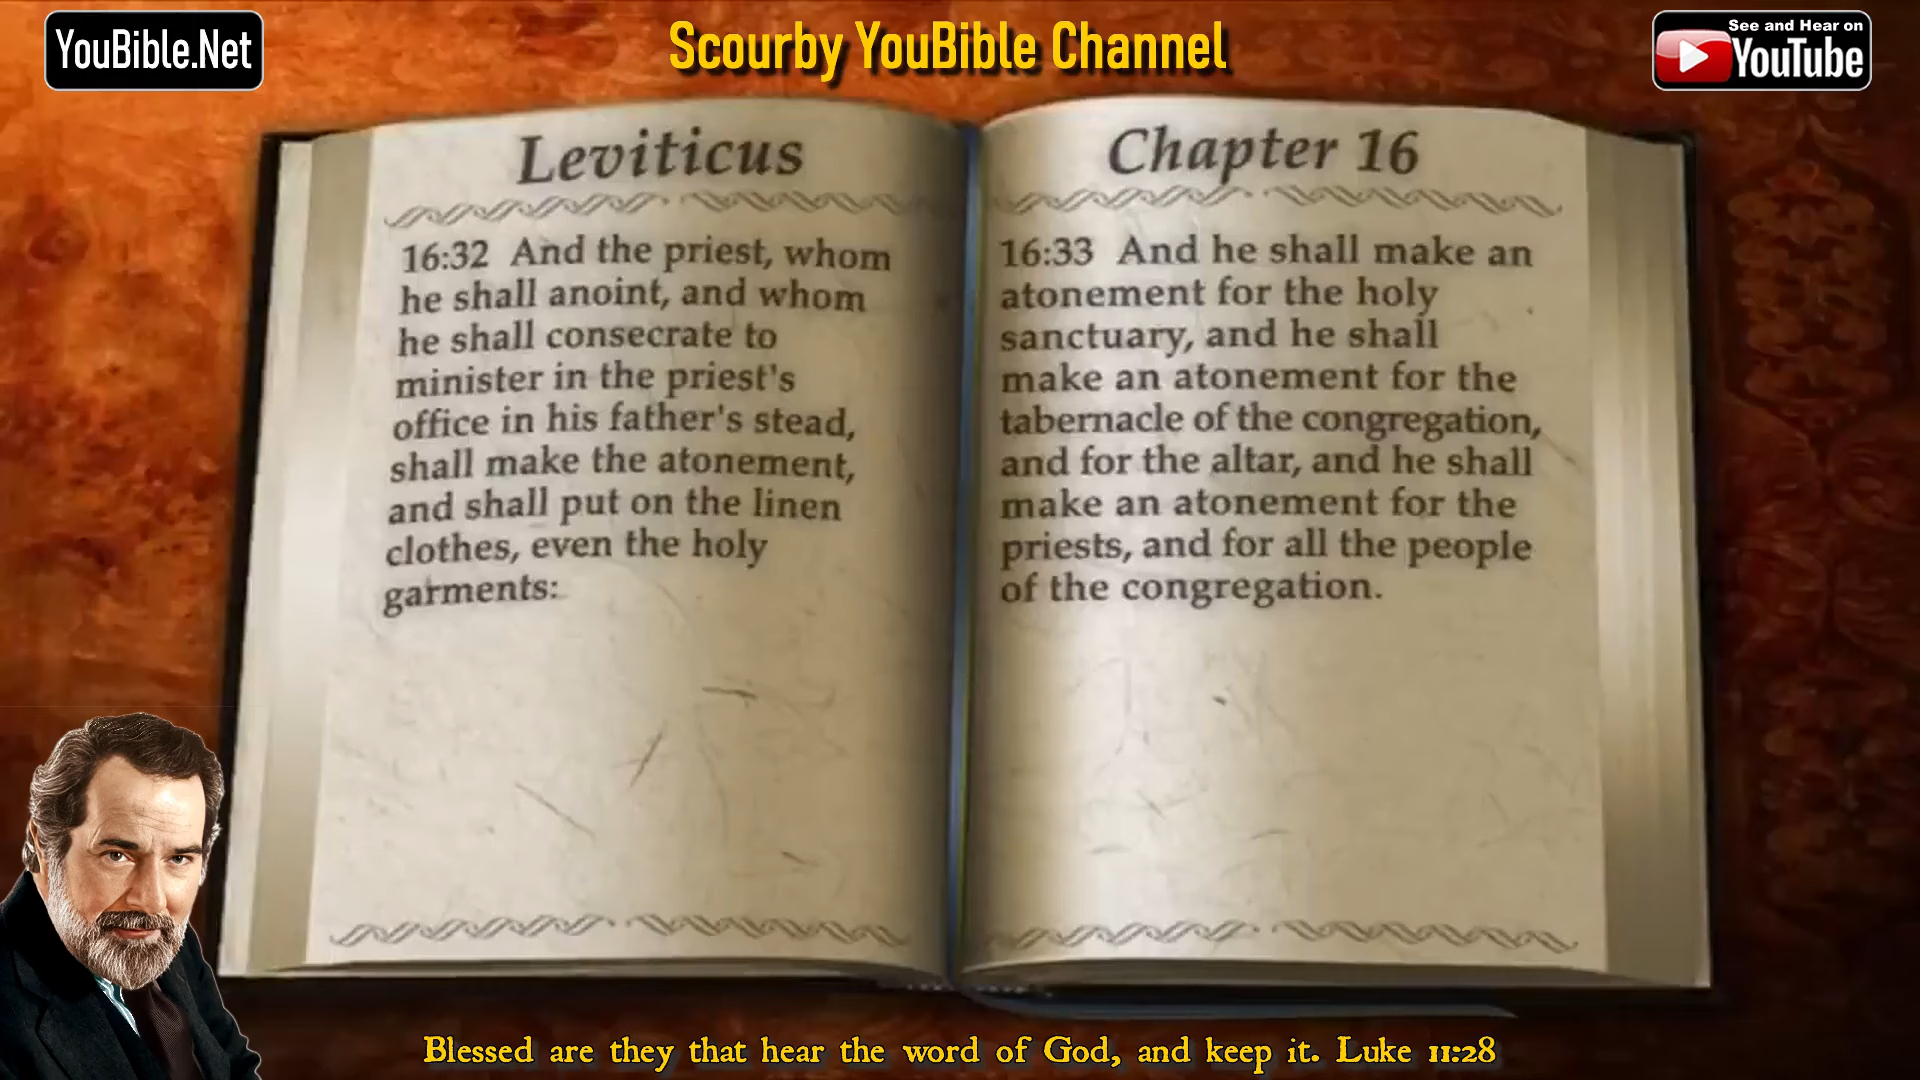 YouBible.Net
Scourby YouBible Channel
See and Hear on
YouTube
Leviticus
16:32 And the priest, whom
he shall anoint, and whom
he shall consecrate to
minister in the priest's
office in his father's stead,
shall make the atonement,
and shall put on the linen
clothes, even the holy
garments:
Chapter 16
16:33 And he shall make an
atonement for the holy
sanctuary, and he shall
make an atonement for the
tabernacle of the congregation,
and for the altar, and he shall
make an atonement for the
priests, and for all the people
of the congregation.
Blessed are they that hear the word of God, and keep it. Luke 11:28